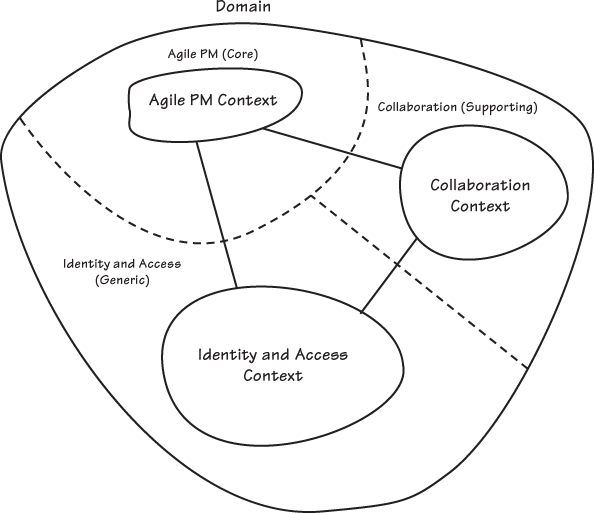 Domain
Agile PM (Core)
Agile PM Context
Collaboration (Supporting)
Collaboration
Context
Identity and Access
(Generic)
Identity and Access
Context